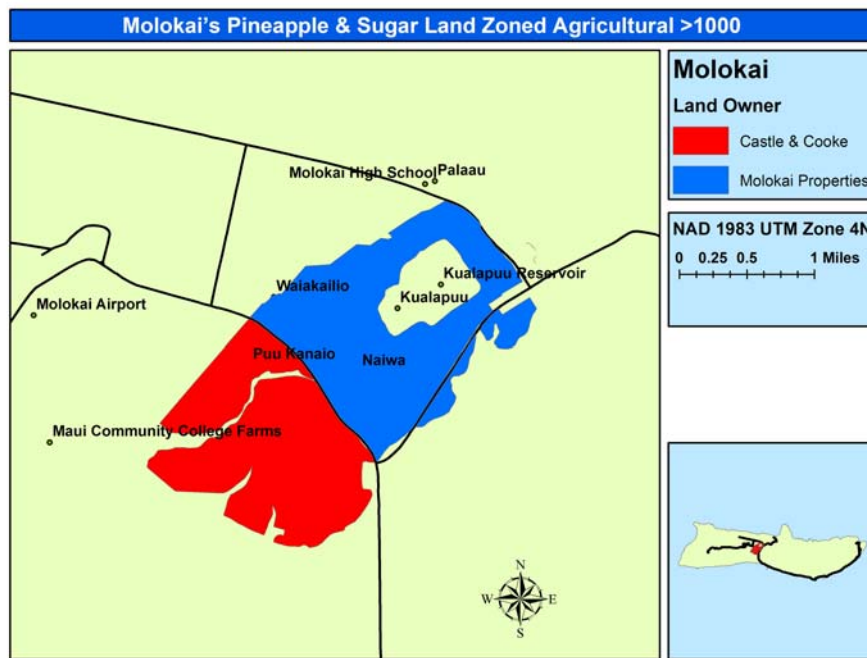 Molokai's Pineapple & Sugar Land Zoned Agricultural >1000
Molokai High School
Palaau
Kualapuu Reservoir
Waiakailio
Kualapuu
Molokai Airport
Puu Kanaio
Naiwa
Maui Community College Farms
N
W
E
S
Molokai
Land Owner
Castle & Cooke
Molokai Properties
NAD 1983 UTM Zone 4N
0 0.25 0.5 1 Miles